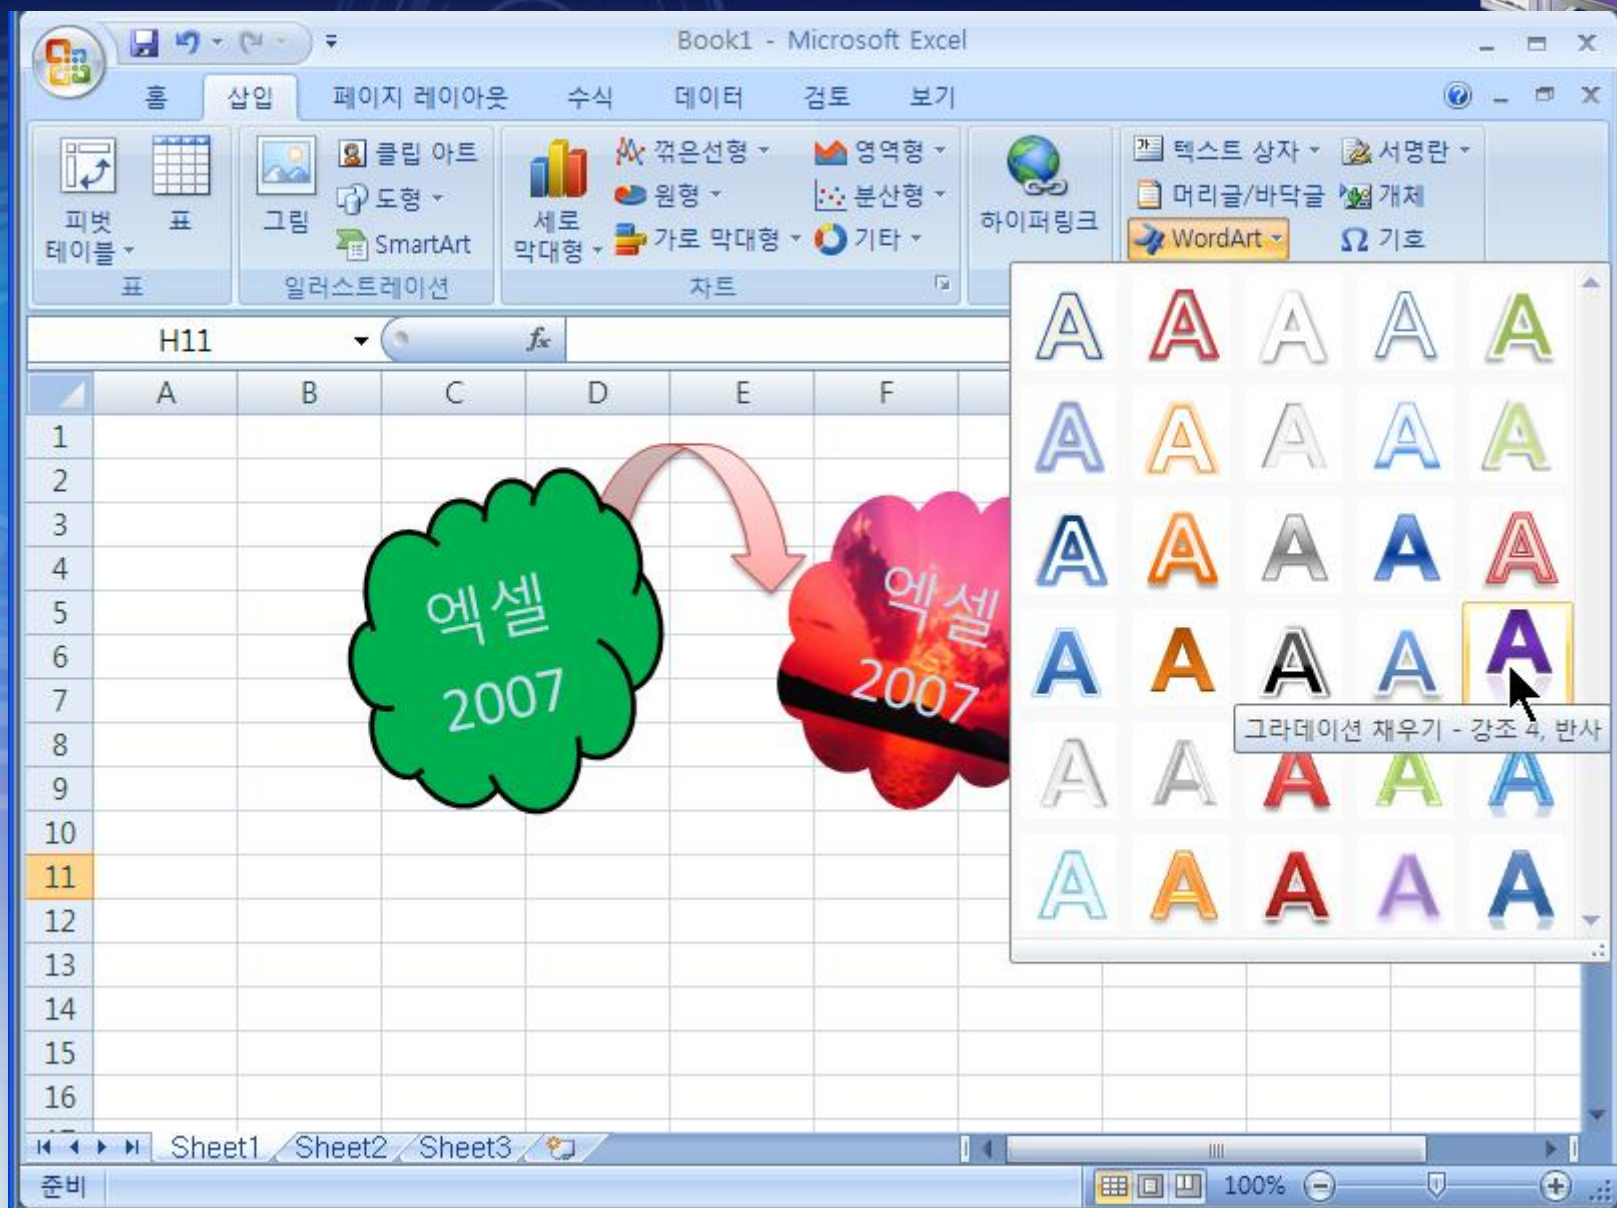 Book1 - Microsoft Excel
홈 삽입 페이지 레이아웃 수식 데이터 검토 보기
피벗 테이블
표
그림
클립 아트
도형
SmartArt
세로 막대형
꺾은선형
원형
가로 막대형
영역형
분산형
기타
하이퍼링크
텍스트 상자
머리글/바닥글
WordArt
서명란
개체
기호
표 일러스트레이션 차트
H11 fx
A B C D E F
1
2
3
4
5
6
7
8
9
10
11
12
13
14
15
16
엑셀
2007
엑셀
2007
A A A A A
A A A A A
A A A A A
A A A A A
그라데이션 채우기 - 강조 4, 반사
A A A A A
A A A A A
Sheet1 Sheet2 Sheet3
준비 100%